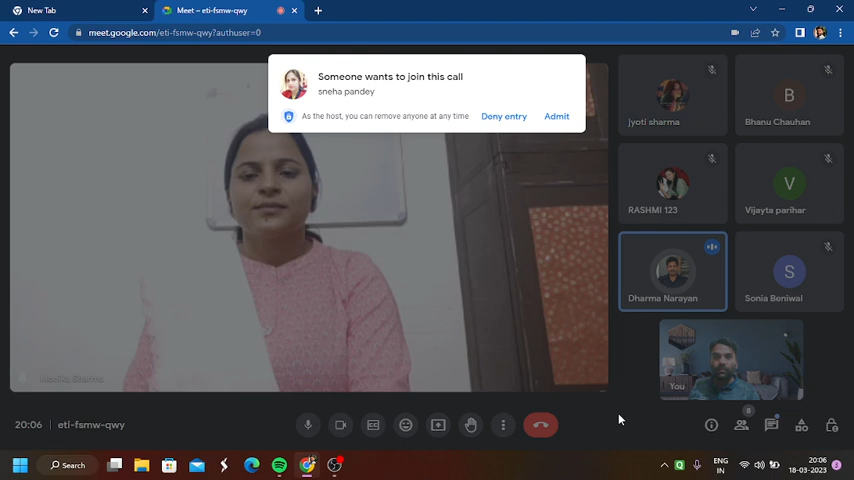 New Tab
Meet – eti-fsmw-qwy
meet.google.com/eti-fsmw-qwy?authuser=0
Someone wants to join this call
sneha pandey
As the host, you can remove anyone at any time
Deny entry
Admit
Jyoti sharma
B
Bhanu Chauhan
RASHMI 123
V
Vijayta parihar
Dharma Narayan
S
Sonia Beniwal
You
Monika Sharma
20:06 | eti-fsmw-qwy
8
Search
ENG
IN
20:06
18-03-2023
3